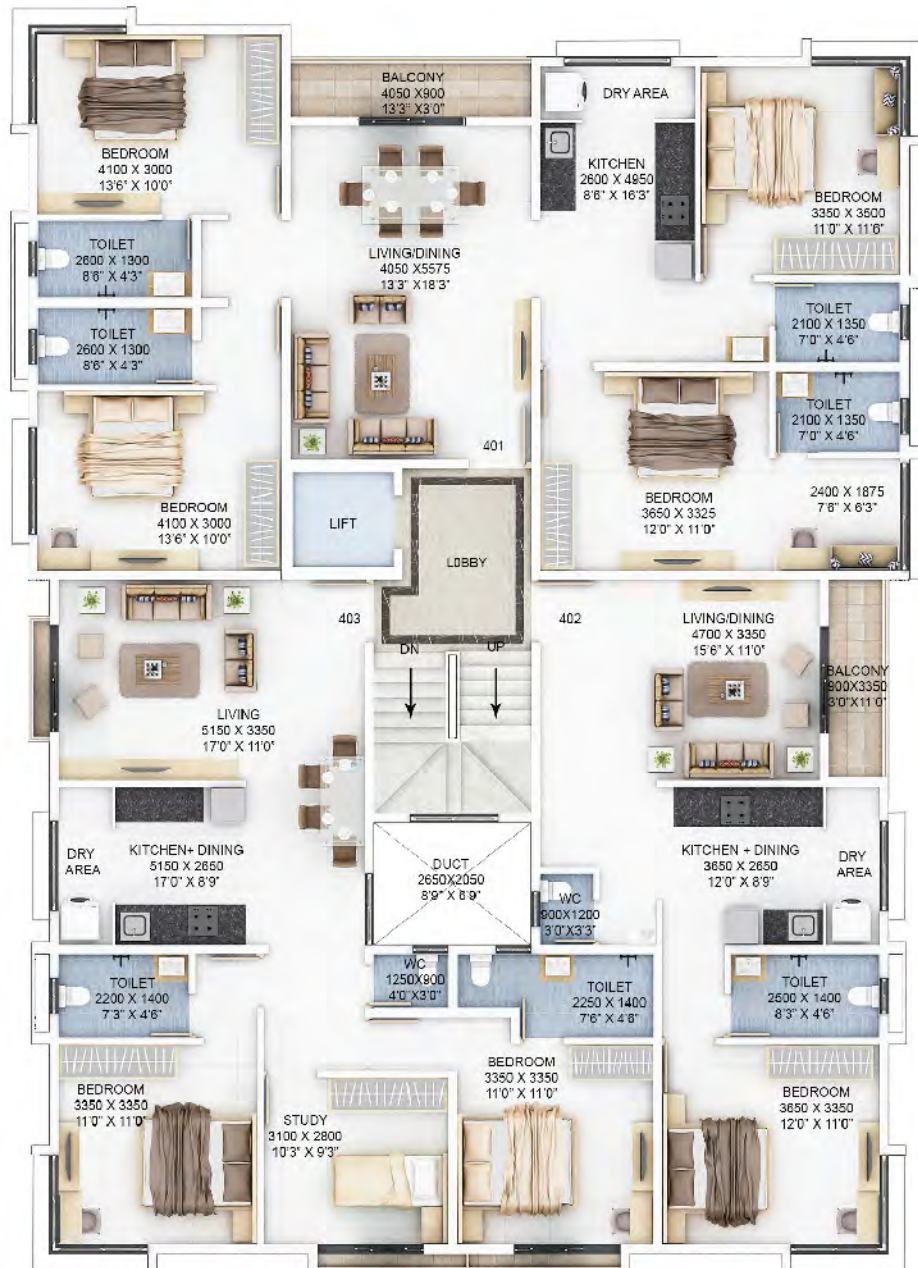 BALCONY
4050 X900
13'3" X3'0"
DRY AREA
BEDROOM
4100 X 3000
13'6" X 10'0"
KITCHEN
2600 X 4950
8'6" X 16'3"
BEDROOM
3350 X 3500
11'0" X 11'6"
TOILET
2600 X 1300
8'6" X 4'3"
LIVING/DINING
4050 X5575
13'3" X18'3"
TOILET
2600 X 1300
8'6" X 4'3"
TOILET
2100 X 1350
7'0" X 4'6"
TOILET
2100 X 1350
7'0" X 4'6"
401
BEDROOM
4100 X 3000
13'6" X 10'0"
LIFT
LOBBY
BEDROOM
3650 X 3325
12'0" X 11'0"
2400 X 1875
7'6" X 6'3"
403
402
DN
UP
LIVING/DINING
4700 X 3350
15'6" X 11'0"
BALCONY
900X3350
3'0"X11'0"
LIVING
5150 X 3350
17'0" X 11'0"
DRY
AREA
KITCHEN+ DINING
5150 X 2650
17'0" X 8'9"
DUCT
2650X2050
8'9" X 6'9"
KITCHEN + DINING
3650 X 2650
12'0" X 8'9"
DRY
AREA
WC
900X1200
3'0"X3'3"
TOILET
2200 X 1400
7'3" X 4'6"
WC
1250X900
4'0"X3'0"
TOILET
2250 X 1400
7'6" X 4'6"
TOILET
2500 X 1400
8'3" X 4'6"
BEDROOM
3350 X 3350
11'0" X 11'0"
STUDY
3100 X 2800
10'3" X 9'3"
BEDROOM
3350 X 3350
11'0" X 11'0"
BEDROOM
3650 X 3350
12'0" X 11'0"